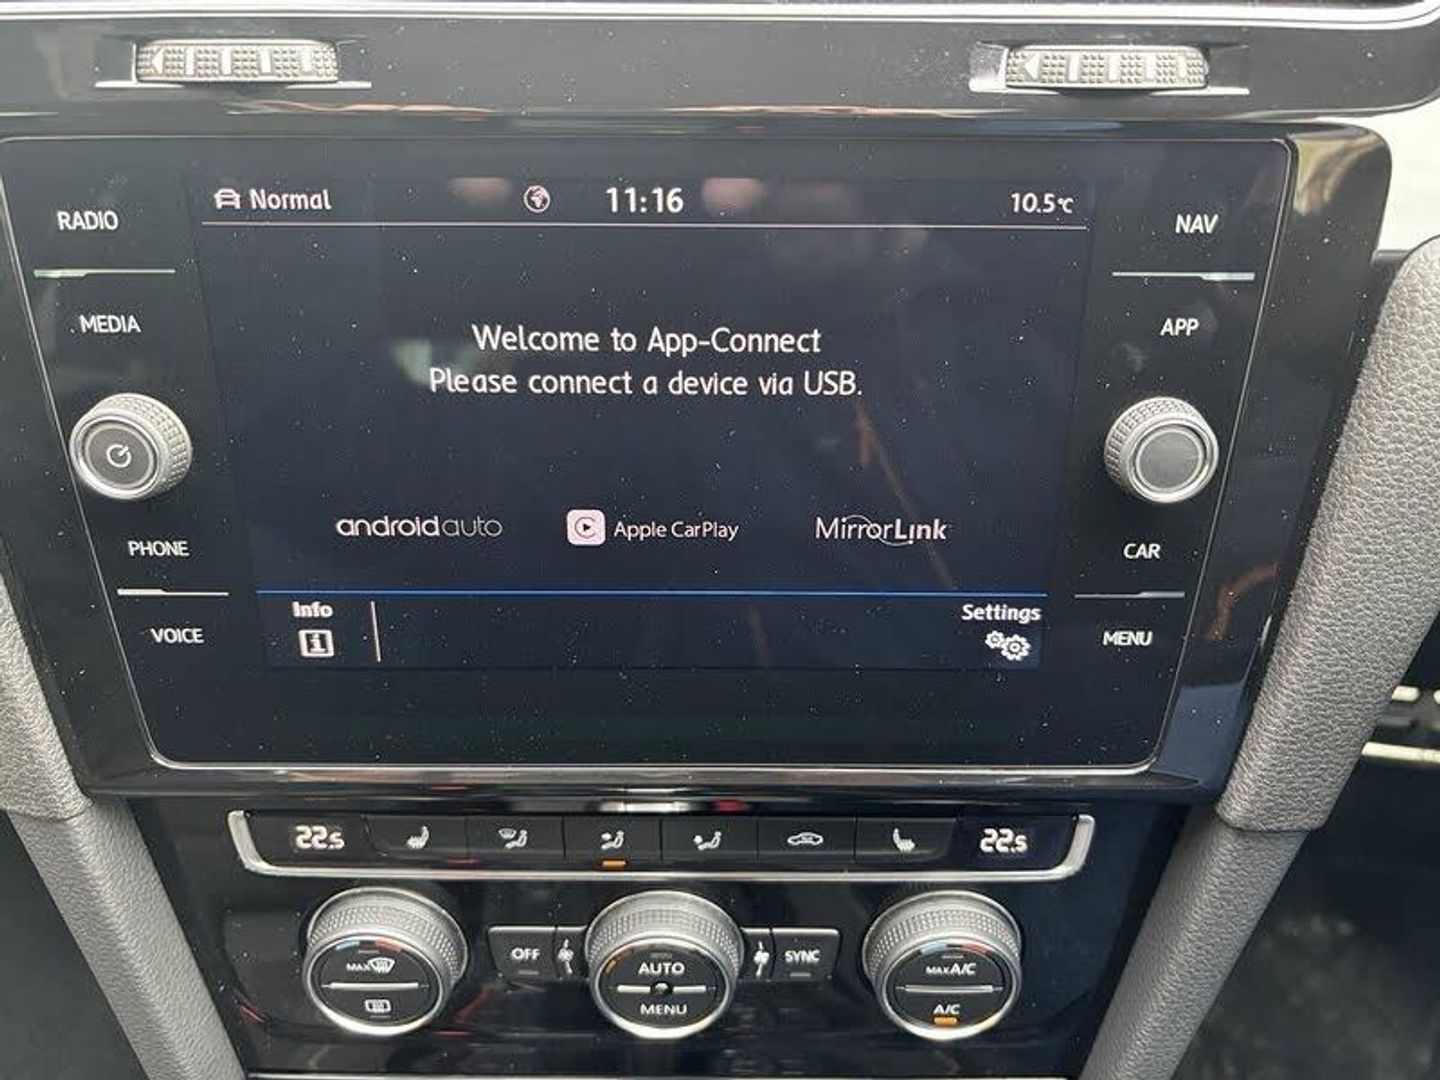 RADIO
MEDIA
PHONE
VOICE
Normal
11:16
10.5°C
Welcome to App-Connect
Please connect a device via USB.
androidauto
Apple CarPlay
MirrorLink
Info
Settings
NAV
APP
CAR
MENU
22.5
22.5
MAX
OFF
AUTO
MENU
SYNC
MAX A/C
A/C